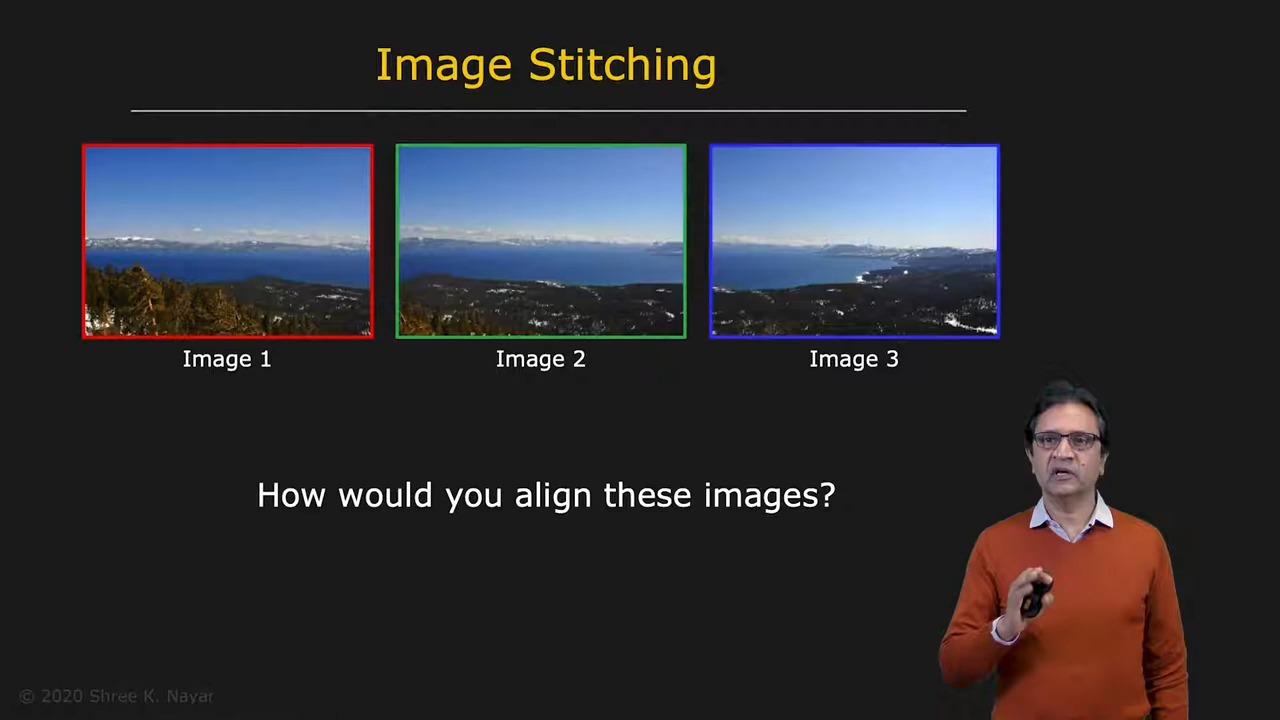 Image Stitching
Image 1
Image 2
Image 3
How would you align these images?
© 2020 Shree K. Nayar